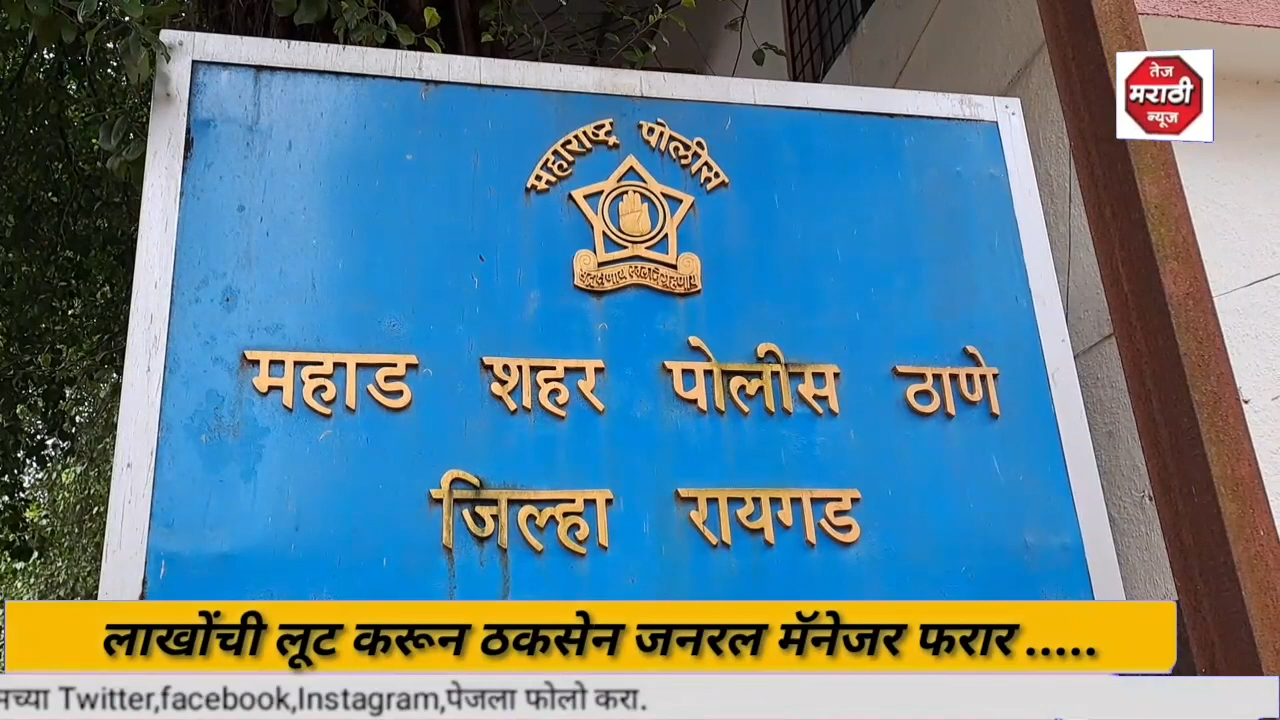 महाराष्ट्र पोलीस
सद्रक्षणाय खलनिग्रहणाय
महाड शहर पोलीस ठाणे
जिल्हा रायगड
तेज
मराठी
न्यूज
लाखोंची लूट करून ठकसेन जनरल मॅनेजर फरार .....
मच्या Twitter,facebook,Instagram,पेजला फोलो करा.